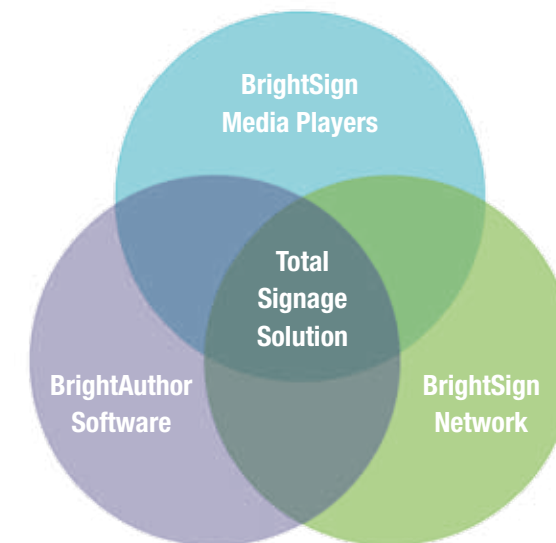 BrightSign
Media Players
Total
Signage
Solution
BrightAuthor
Software
BrightSign
Network